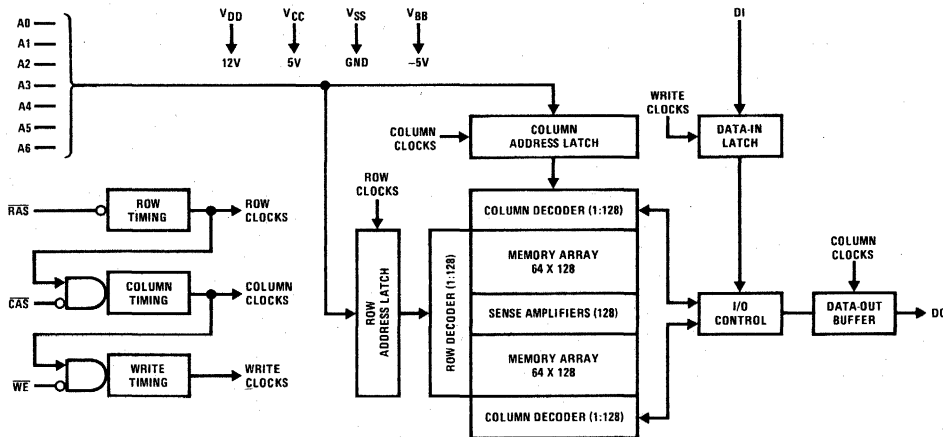 A0
A1
A2
A3
A4
A5
A6
VDD
12V
VCC
5V
VSS
GND
VBB
–5V
DI
WRITE
CLOCKS
DATA-IN
LATCH
COLUMN
CLOCKS
COLUMN
ADDRESS LATCH
RAS
ROW
TIMING
ROW
CLOCKS
CAS
COLUMN
TIMING
COLUMN
CLOCKS
WE
WRITE
TIMING
WRITE
CLOCKS
ROW
CLOCKS
ROW
ADDRESS LATCH
ROW DECODER (1:128)
COLUMN DECODER (1:128)
MEMORY ARRAY
64 X 128
SENSE AMPLIFIERS (128)
MEMORY ARRAY
64 X 128
COLUMN DECODER (1:128)
I/O
CONTROL
COLUMN
CLOCKS
DATA-OUT
BUFFER